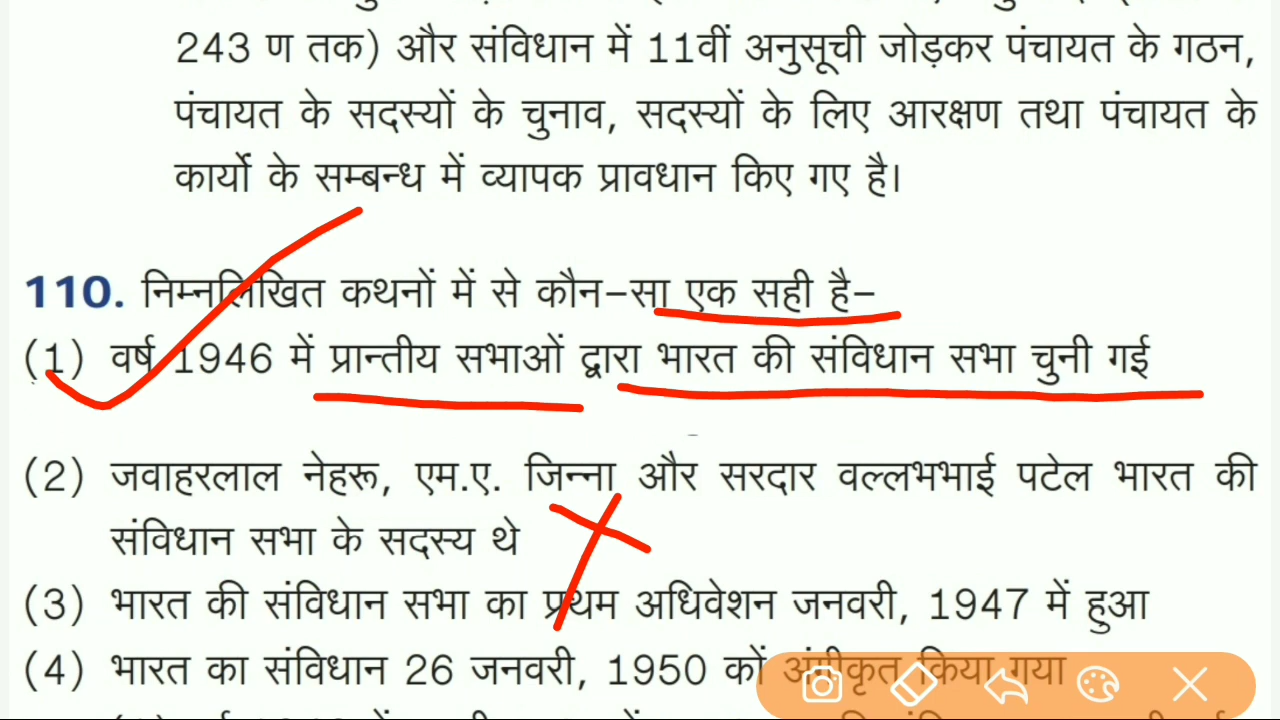 243 ण तक) और संविधान में 11वीं अनुसूची जोड़कर पंचायत के गठन,
पंचायत के सदस्यों के चुनाव, सदस्यों के लिए आरक्षण तथा पंचायत के
कार्यो के सम्बन्ध में व्यापक प्रावधान किए गए है।
110. निम्नलिखित कथनों में से कौन-सा एक सही है-
(1) वर्ष 1946 में प्रान्तीय सभाओं द्वारा भारत की संविधान सभा चुनी गई
(2) जवाहरलाल नेहरू, एम.ए. जिन्ना और सरदार वल्लभभाई पटेल भारत की
संविधान सभा के सदस्य थे
(3) भारत की संविधान सभा का प्रथम अधिवेशन जनवरी, 1947 में हुआ
(4) भारत का संविधान 26 जनवरी, 1950 कों अंगीकृत किया गया